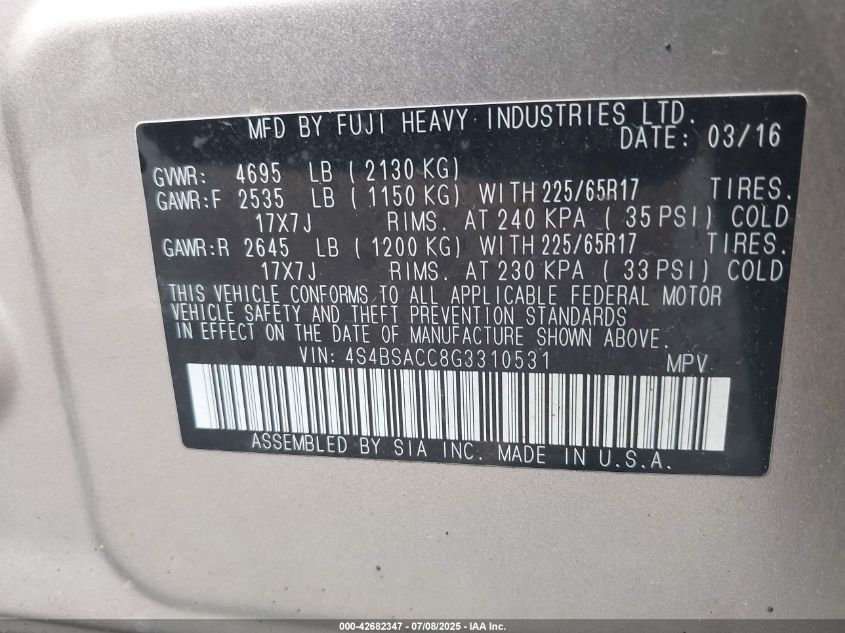 MFD BY FUJI HEAVY INDUSTRIES LTD.
DATE: 03/16
GVWR: 4695 LB ( 2130 KG)
GAWR:F 2535 LB ( 1150 KG) WITH 225/65R17 TIRES.
17X7J RIMS. AT 240 KPA ( 35 PSI) COLD
GAWR:R 2645 LB ( 1200 KG) WITH 225/65R17 TIRES.
17X7J RIMS. AT 230 KPA ( 33 PSI) COLD
THIS VEHICLE CONFORMS TO ALL APPLICABLE FEDERAL MOTOR
VEHICLE SAFETY AND THEFT PREVENTION STANDARDS
IN EFFECT ON THE DATE OF MANUFACTURE SHOWN ABOVE.
VIN: 4S4BSACC8G3310531 MPV
ASSEMBLED BY SIA INC. MADE IN U.S.A.
000-42682347 - 07/08/2025 - IAA Inc.